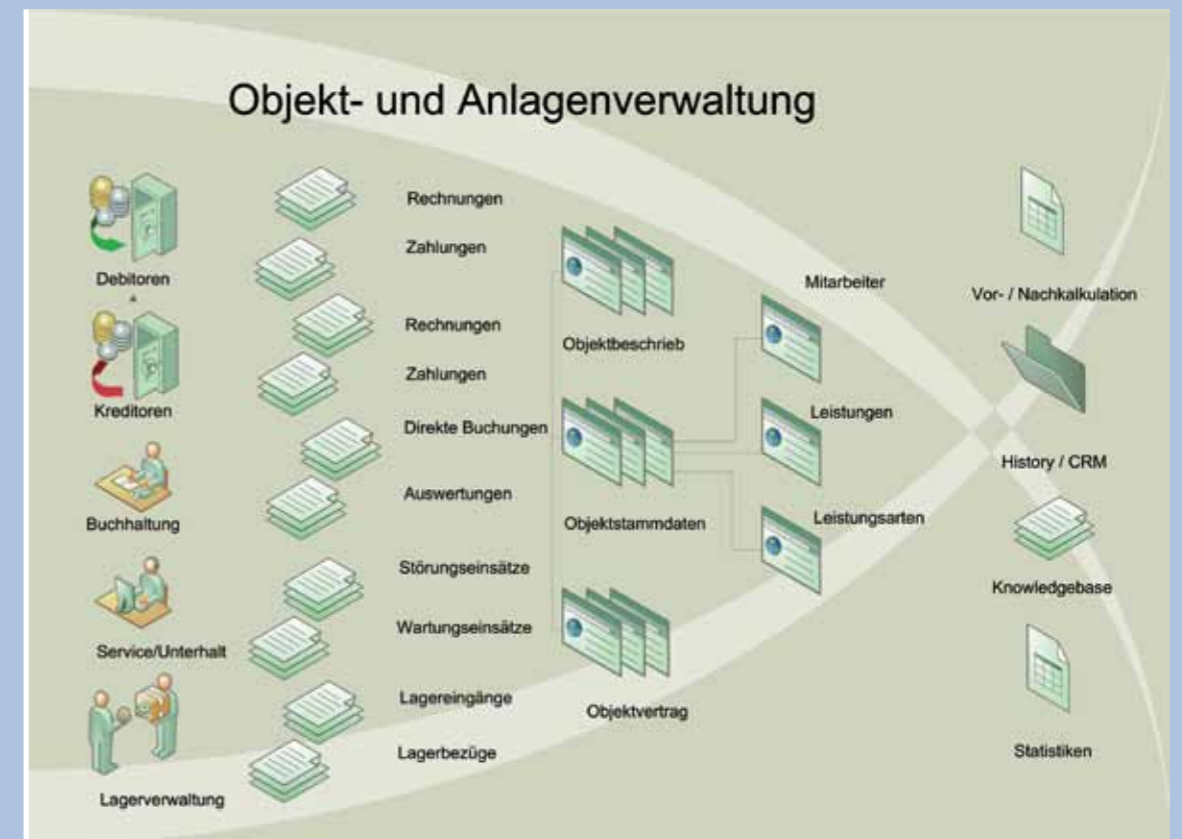 Objekt- und Anlagenverwaltung
Debitoren
Kreditoren
Buchhaltung
Service/Unterhalt
Lagerverwaltung
Rechnungen
Zahlungen
Rechnungen
Zahlungen
Direkte Buchungen
Auswertungen
Störungseinsätze
Wartungseinsätze
Lagereingänge
Lagerbezüge
Objektbeschrieb
Objektstammdaten
Objektvertrag
Mitarbeiter
Leistungen
Leistungsarten
Vor- / Nachkalkulation
History / CRM
Knowledgebase
Statistiken